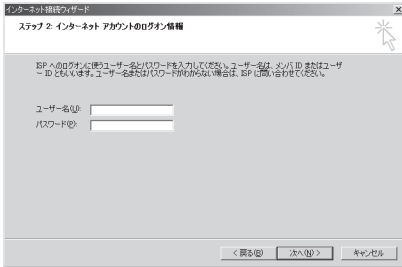 インターネット接続ウィザード
ステップ 2: インターネット アカウントのログオン情報
ISP へのログオンに使うユーザー名とパスワードを入力してください。ユーザー名は、メンバ ID またはユーザ
ー ID ともいいます。ユーザー名またはパスワードがわからない場合は、ISP に問い合わせてください。
ユーザー名(U):
パスワード(P):
< 戻る(B)
次へ(N) >
キャンセル